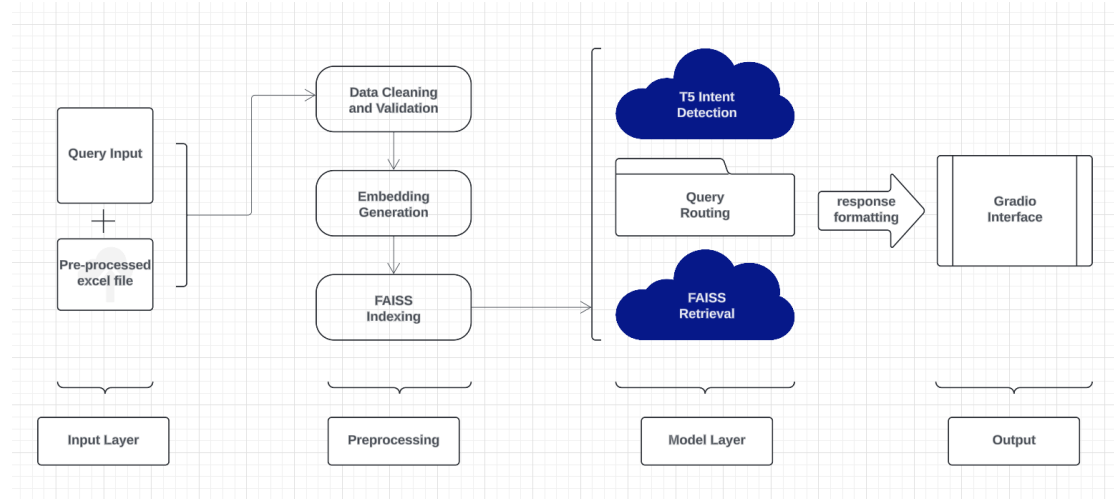 Query Input
Pre-processed
excel file
Data Cleaning
and Validation
Embedding
Generation
FAISS
Indexing
T5 Intent
Detection
Query
Routing
FAISS
Retrieval
response
formatting
Gradio
Interface
Input Layer
Preprocessing
Model Layer
Output